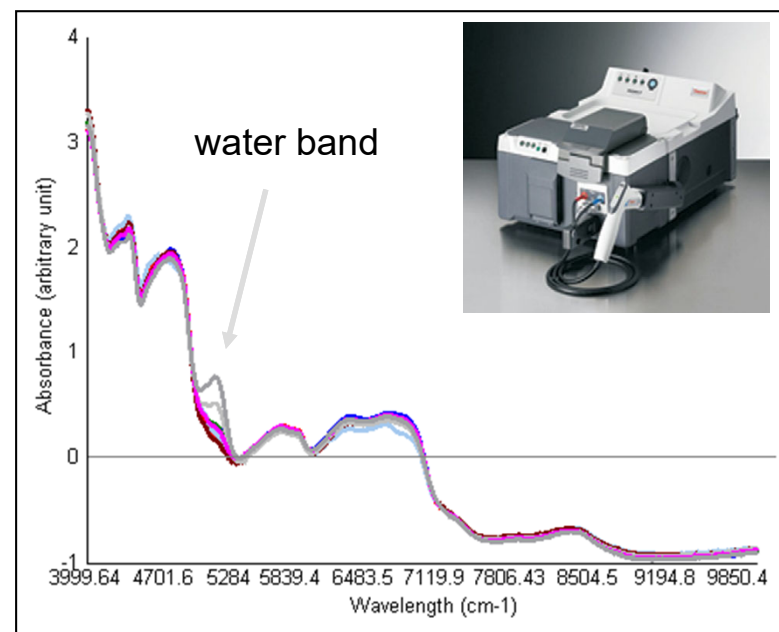 4
3
2
1
0
-1
water band
Absorbance (arbitrary unit)
3999.64 4701.6 5284 5839.4 6483.5 7119.9 7806.43 8504.5 9194.8 9850.4
Wavelength (cm-1)